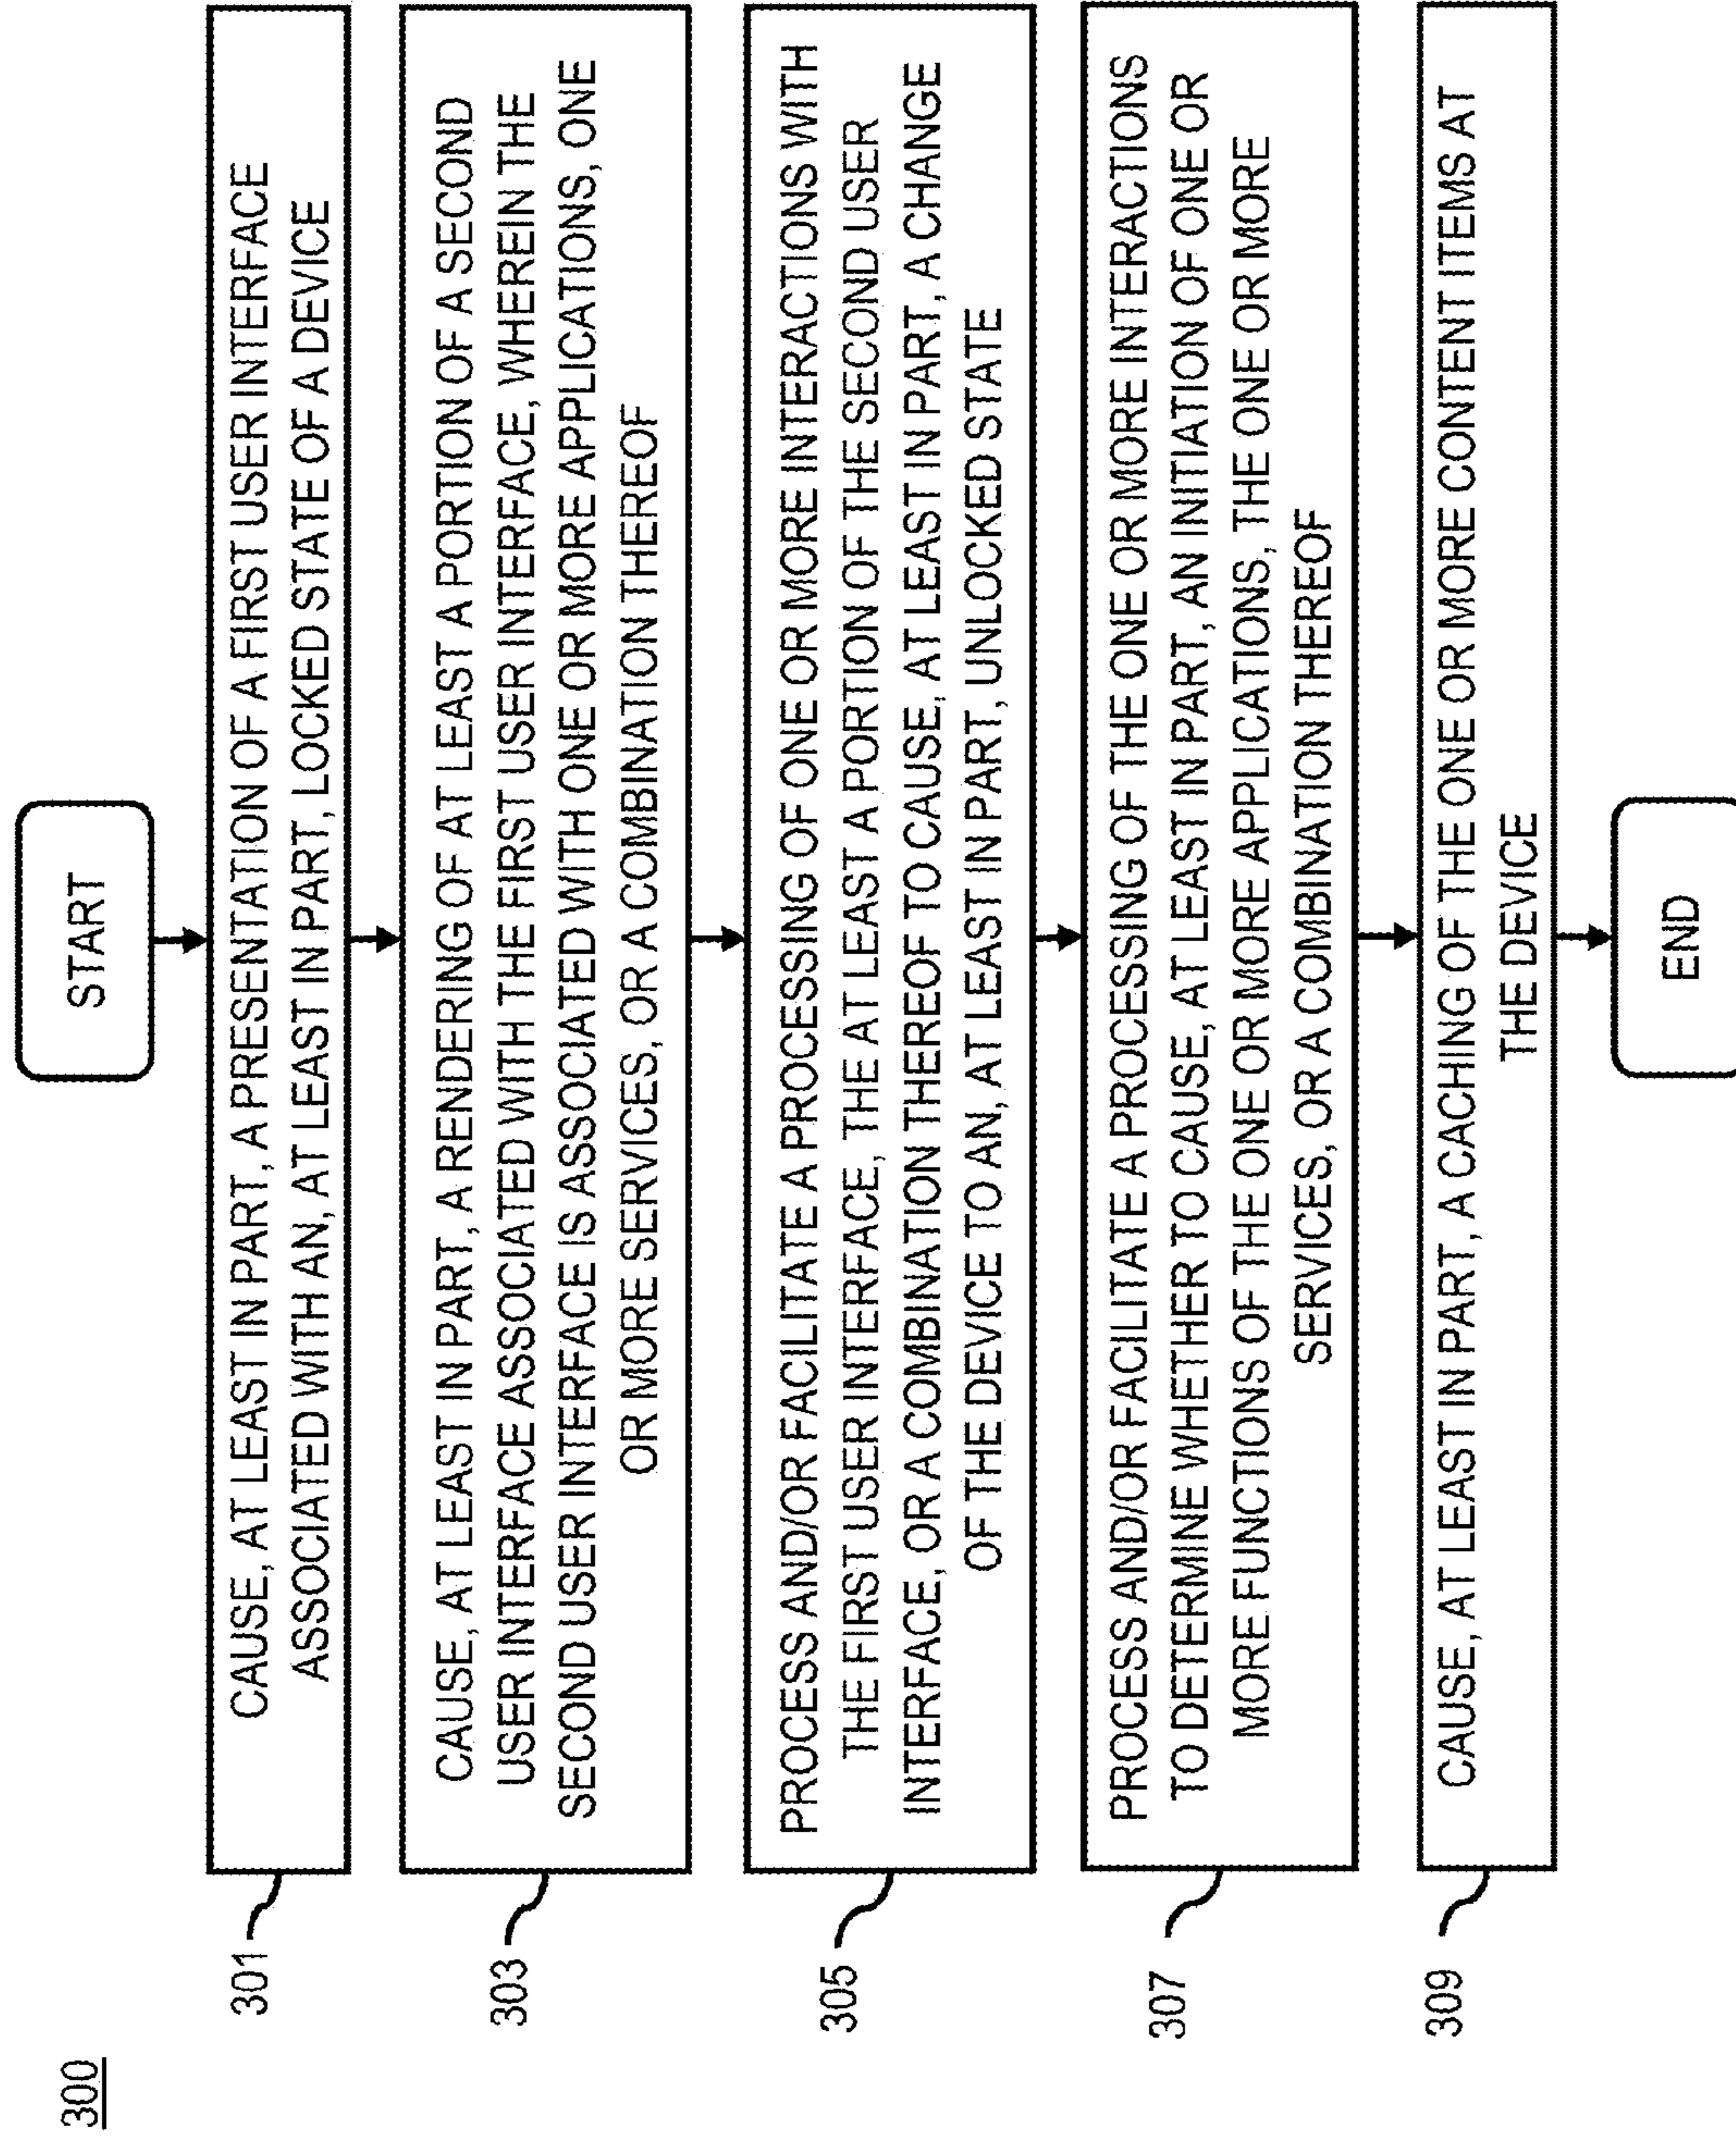 300
START
301
CAUSE, AT LEAST IN PART, A PRESENTATION OF A FIRST USER INTERFACE
ASSOCIATED WITH AN, AT LEAST IN PART, LOCKED STATE OF A DEVICE
303
CAUSE, AT LEAST IN PART, A RENDERING OF AT LEAST A PORTION OF A SECOND
USER INTERFACE ASSOCIATED WITH THE FIRST USER INTERFACE, WHEREIN THE
SECOND USER INTERFACE IS ASSOCIATED WITH ONE OR MORE APPLICATIONS, ONE
OR MORE SERVICES, OR A COMBINATION THEREOF
305
PROCESS AND/OR FACILITATE A PROCESSING OF ONE OR MORE INTERACTIONS WITH
THE FIRST USER INTERFACE, THE AT LEAST A PORTION OF THE SECOND USER
INTERFACE, OR A COMBINATION THEREOF TO CAUSE, AT LEAST IN PART, A CHANGE
OF THE DEVICE TO AN, AT LEAST IN PART, UNLOCKED STATE
307
PROCESS AND/OR FACILITATE A PROCESSING OF THE ONE OR MORE INTERACTIONS
TO DETERMINE WHETHER TO CAUSE, AT LEAST IN PART, AN INITIATION OF ONE OR
MORE FUNCTIONS OF THE ONE OR MORE APPLICATIONS, THE ONE OR MORE
SERVICES, OR A COMBINATION THEREOF
309
CAUSE, AT LEAST IN PART, A CACHING OF THE ONE OR MORE CONTENT ITEMS AT
THE DEVICE
END